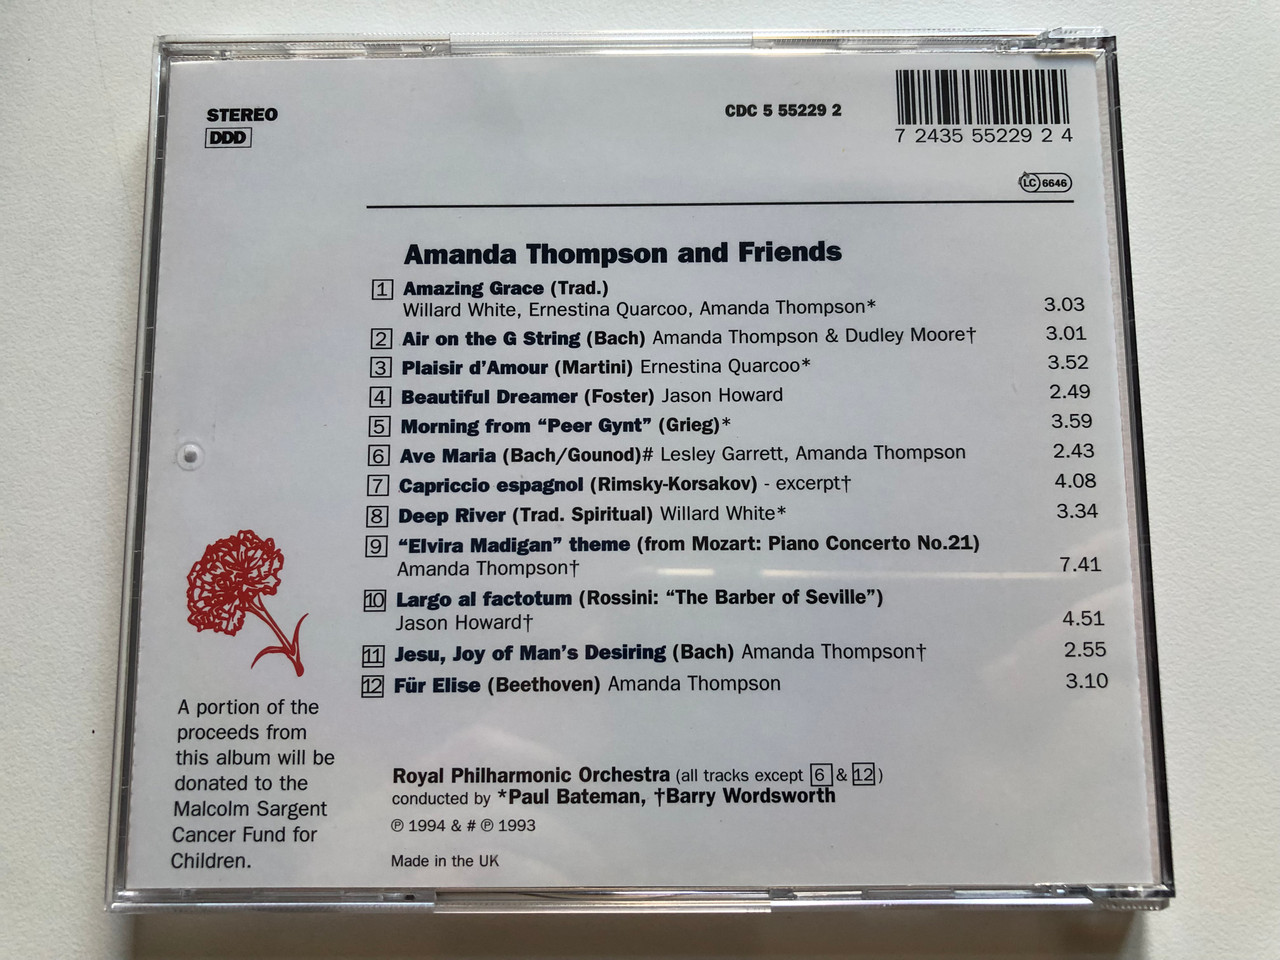 STEREO
DDD
CDC 5 55229 2
7 24355 55229 2 4
LC 6646
Amanda Thompson and Friends
1 Amazing Grace (Trad.)
Willard White, Ernestina Quarcoo, Amanda Thompson* 3.03
2 Air on the G String (Bach) Amanda Thompson & Dudley Moore† 3.01
3 Plaisir d'Amour (Martini) Ernestina Quarcoo* 3.52
4 Beautiful Dreamer (Foster) Jason Howard 2.49
5 Morning from “Peer Gynt” (Grieg)* 3.59
6 Ave Maria (Bach/Gounod)# Lesley Garrett, Amanda Thompson 2.43
7 Capriccio espagnol (Rimsky-Korsakov) - excerpt† 4.08
8 Deep River (Trad. Spiritual) Willard White* 3.34
9 “Elvira Madigan” theme (from Mozart: Piano Concerto No.21)
Amanda Thompson† 7.41
10 Largo al factotum (Rossini: “The Barber of Seville”)
Jason Howard† 4.51
11 Jesu, Joy of Man's Desiring (Bach) Amanda Thompson† 2.55
12 Für Elise (Beethoven) Amanda Thompson 3.10
A portion of the
proceeds from
this album will be
donated to the
Malcolm Sargent
Cancer Fund for
Children.
Royal Philharmonic Orchestra (all tracks except 6 & 12)
conducted by *Paul Bateman, †Barry Wordsworth
℗ 1994 & # ℗ 1993
Made in the UK